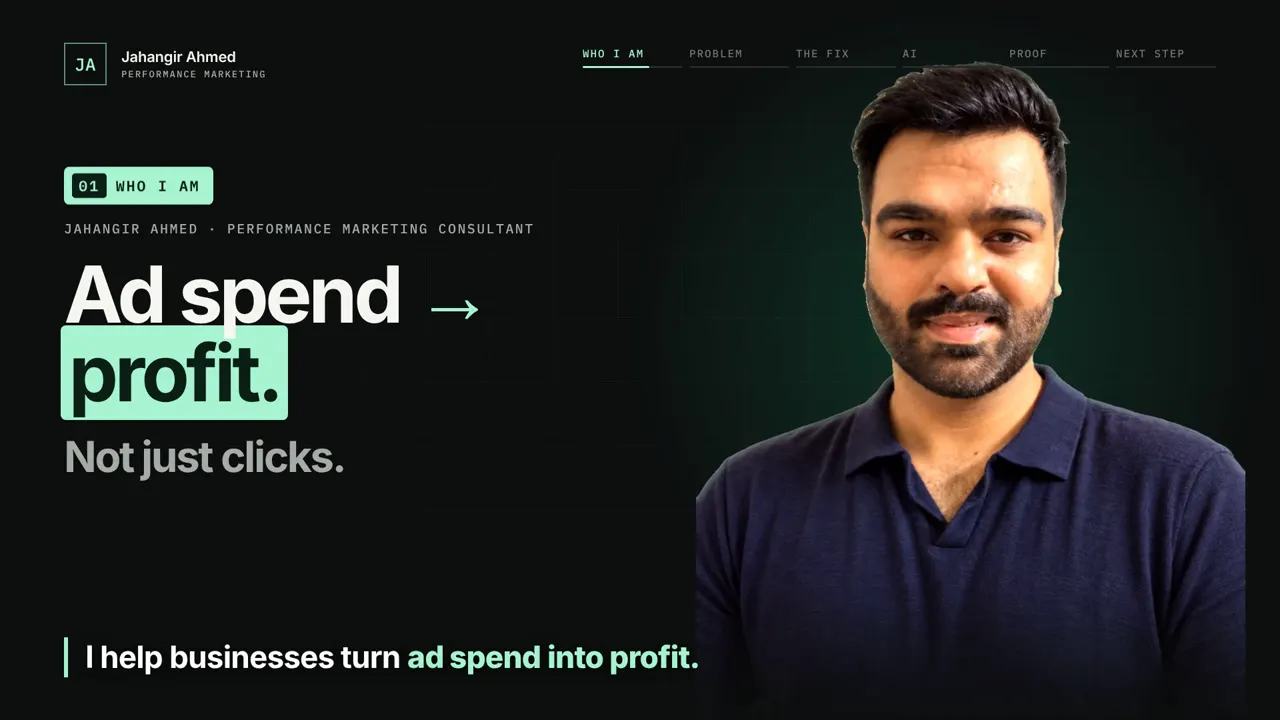 JA
Jahangir Ahmed
PERFORMANCE MARKETING
WHO I AM
PROBLEM
THE FIX
AI
PROOF
NEXT STEP
01 WHO I AM
JAHANGIR AHMED · PERFORMANCE MARKETING CONSULTANT
Ad spend →
profit.
Not just clicks.
I help businesses turn ad spend into profit.